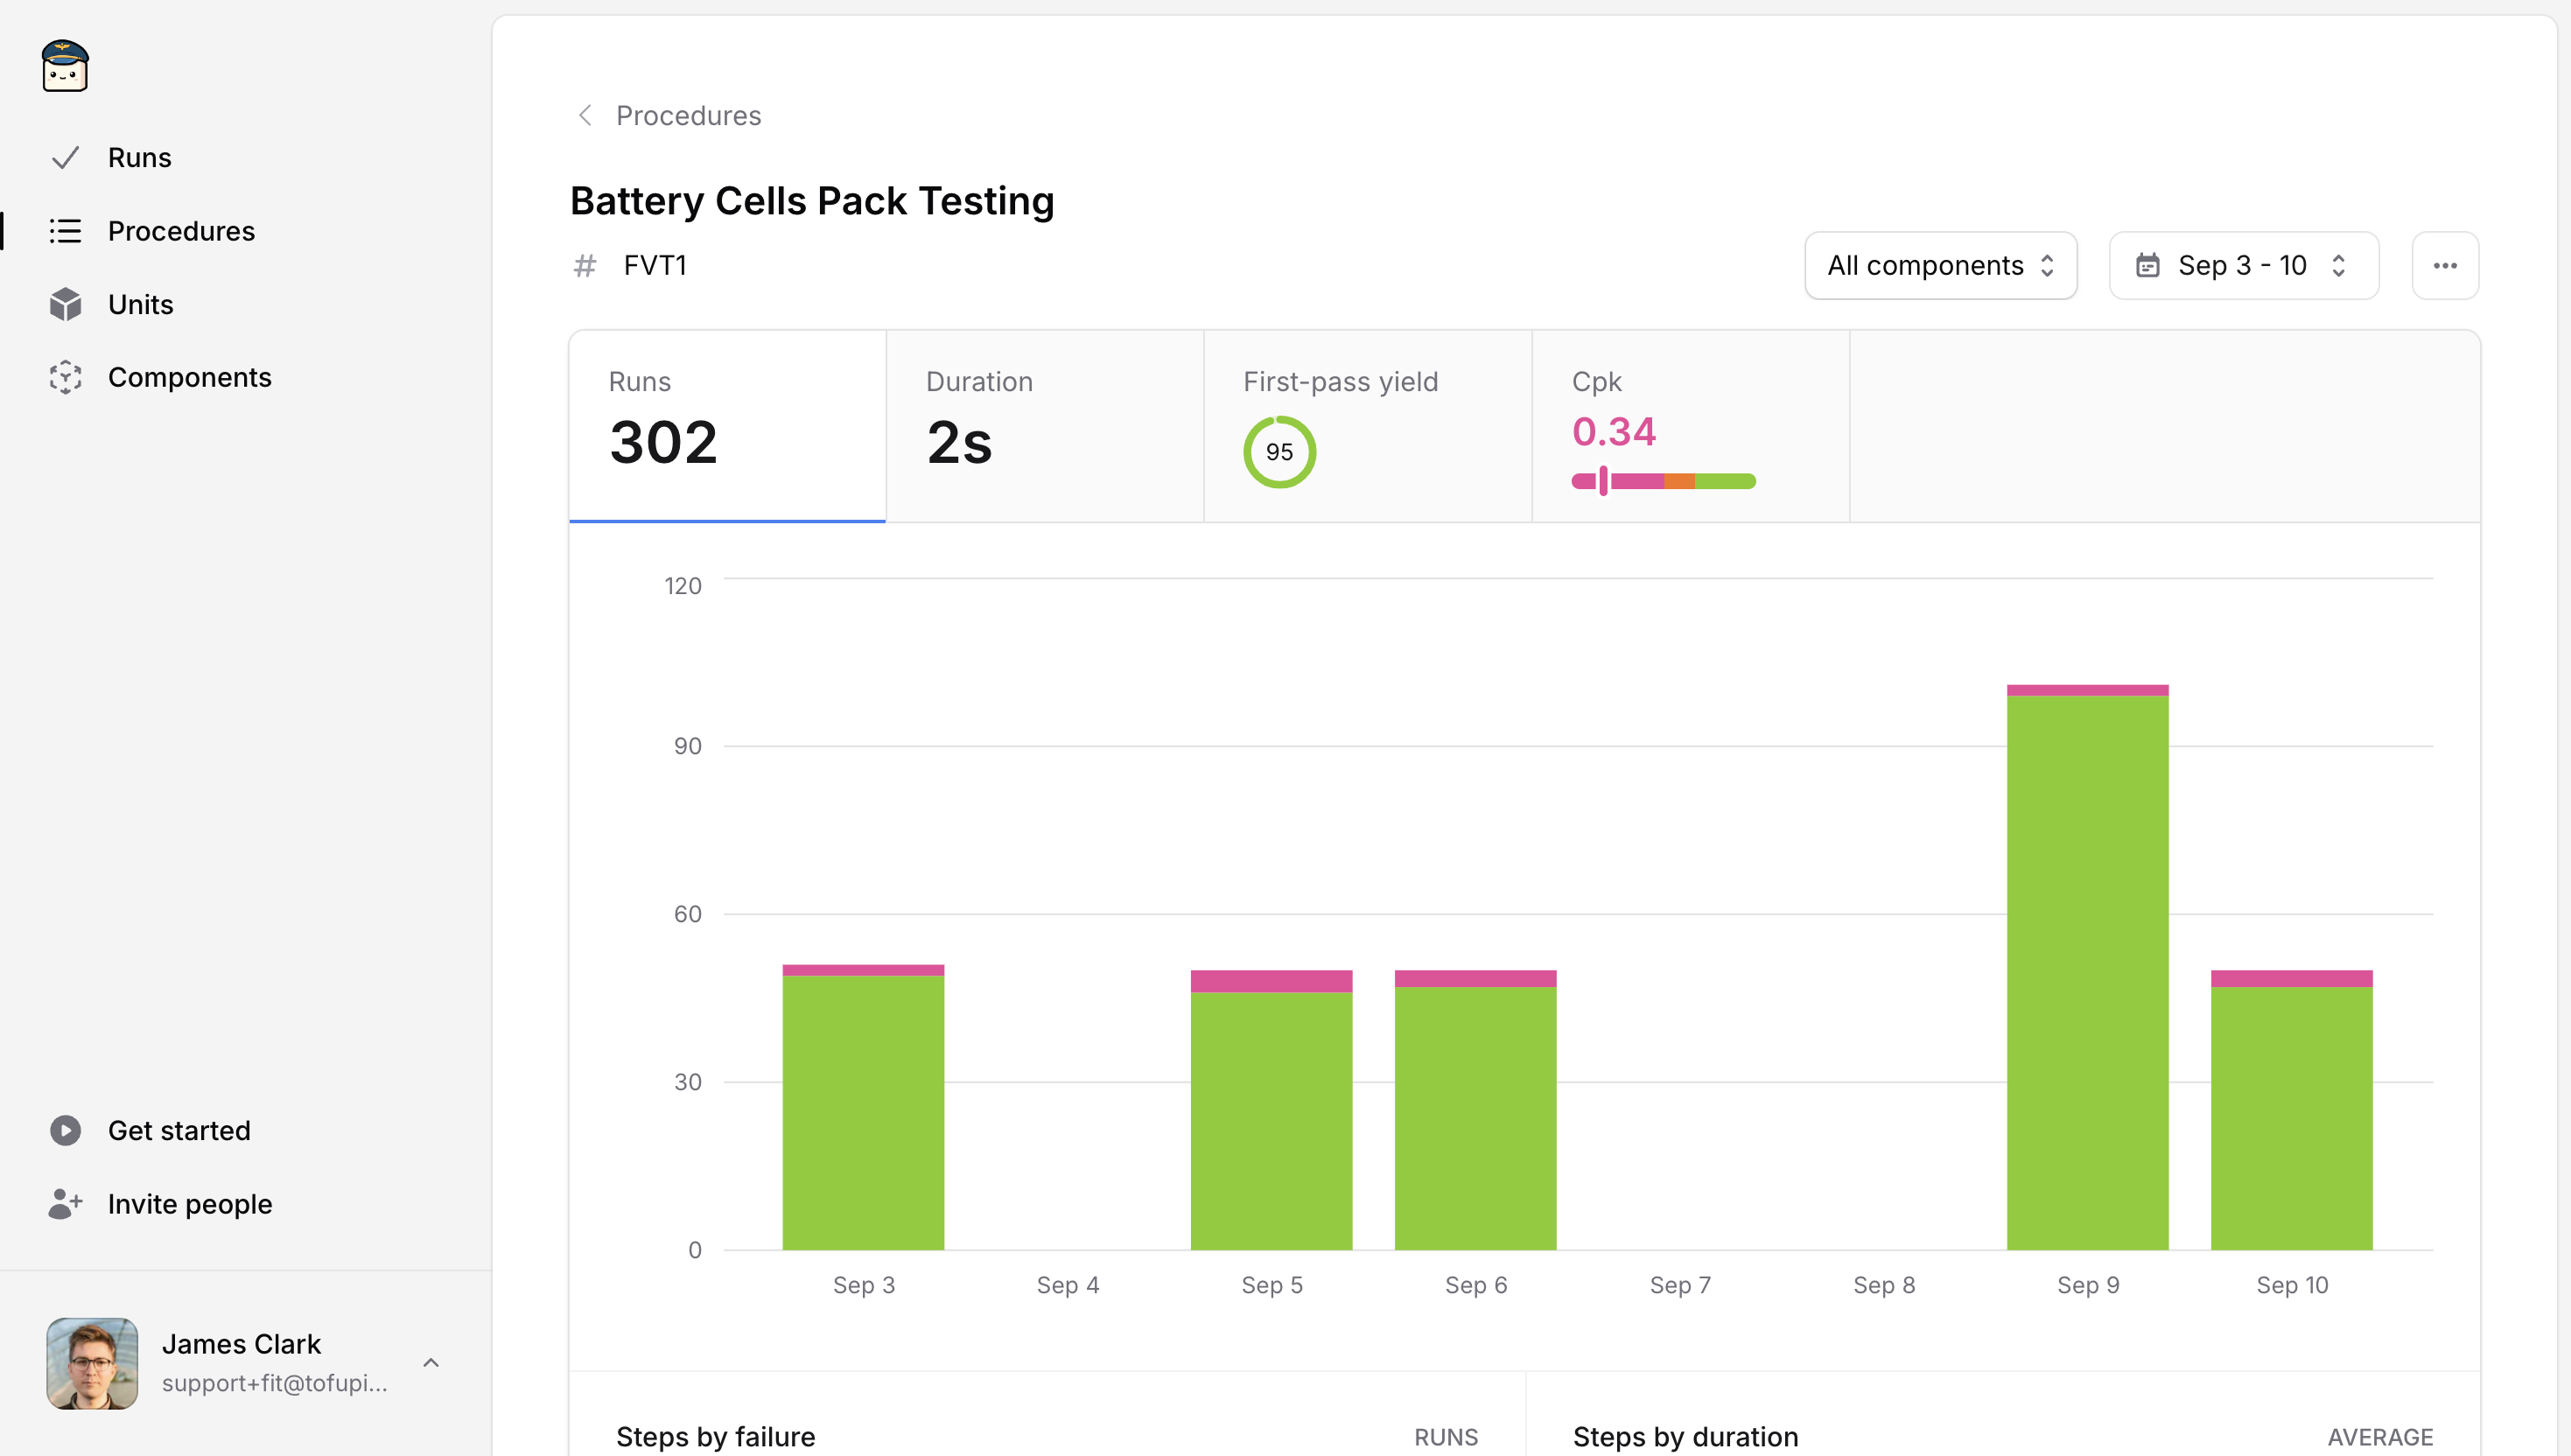 Runs
Procedures
Units
Components
Get started
Invite people
James Clark
support+fit@tofupi...
Procedures
Battery Cells Pack Testing
# FVT1
All components
Sep 3 - 10
Runs
302
Duration
2s
First-pass yield
95
Cpk
0.34
120
90
60
30
0
Sep 3
Sep 4
Sep 5
Sep 6
Sep 7
Sep 8
Sep 9
Sep 10
Steps by failure
RUNS
Steps by duration
AVERAGE